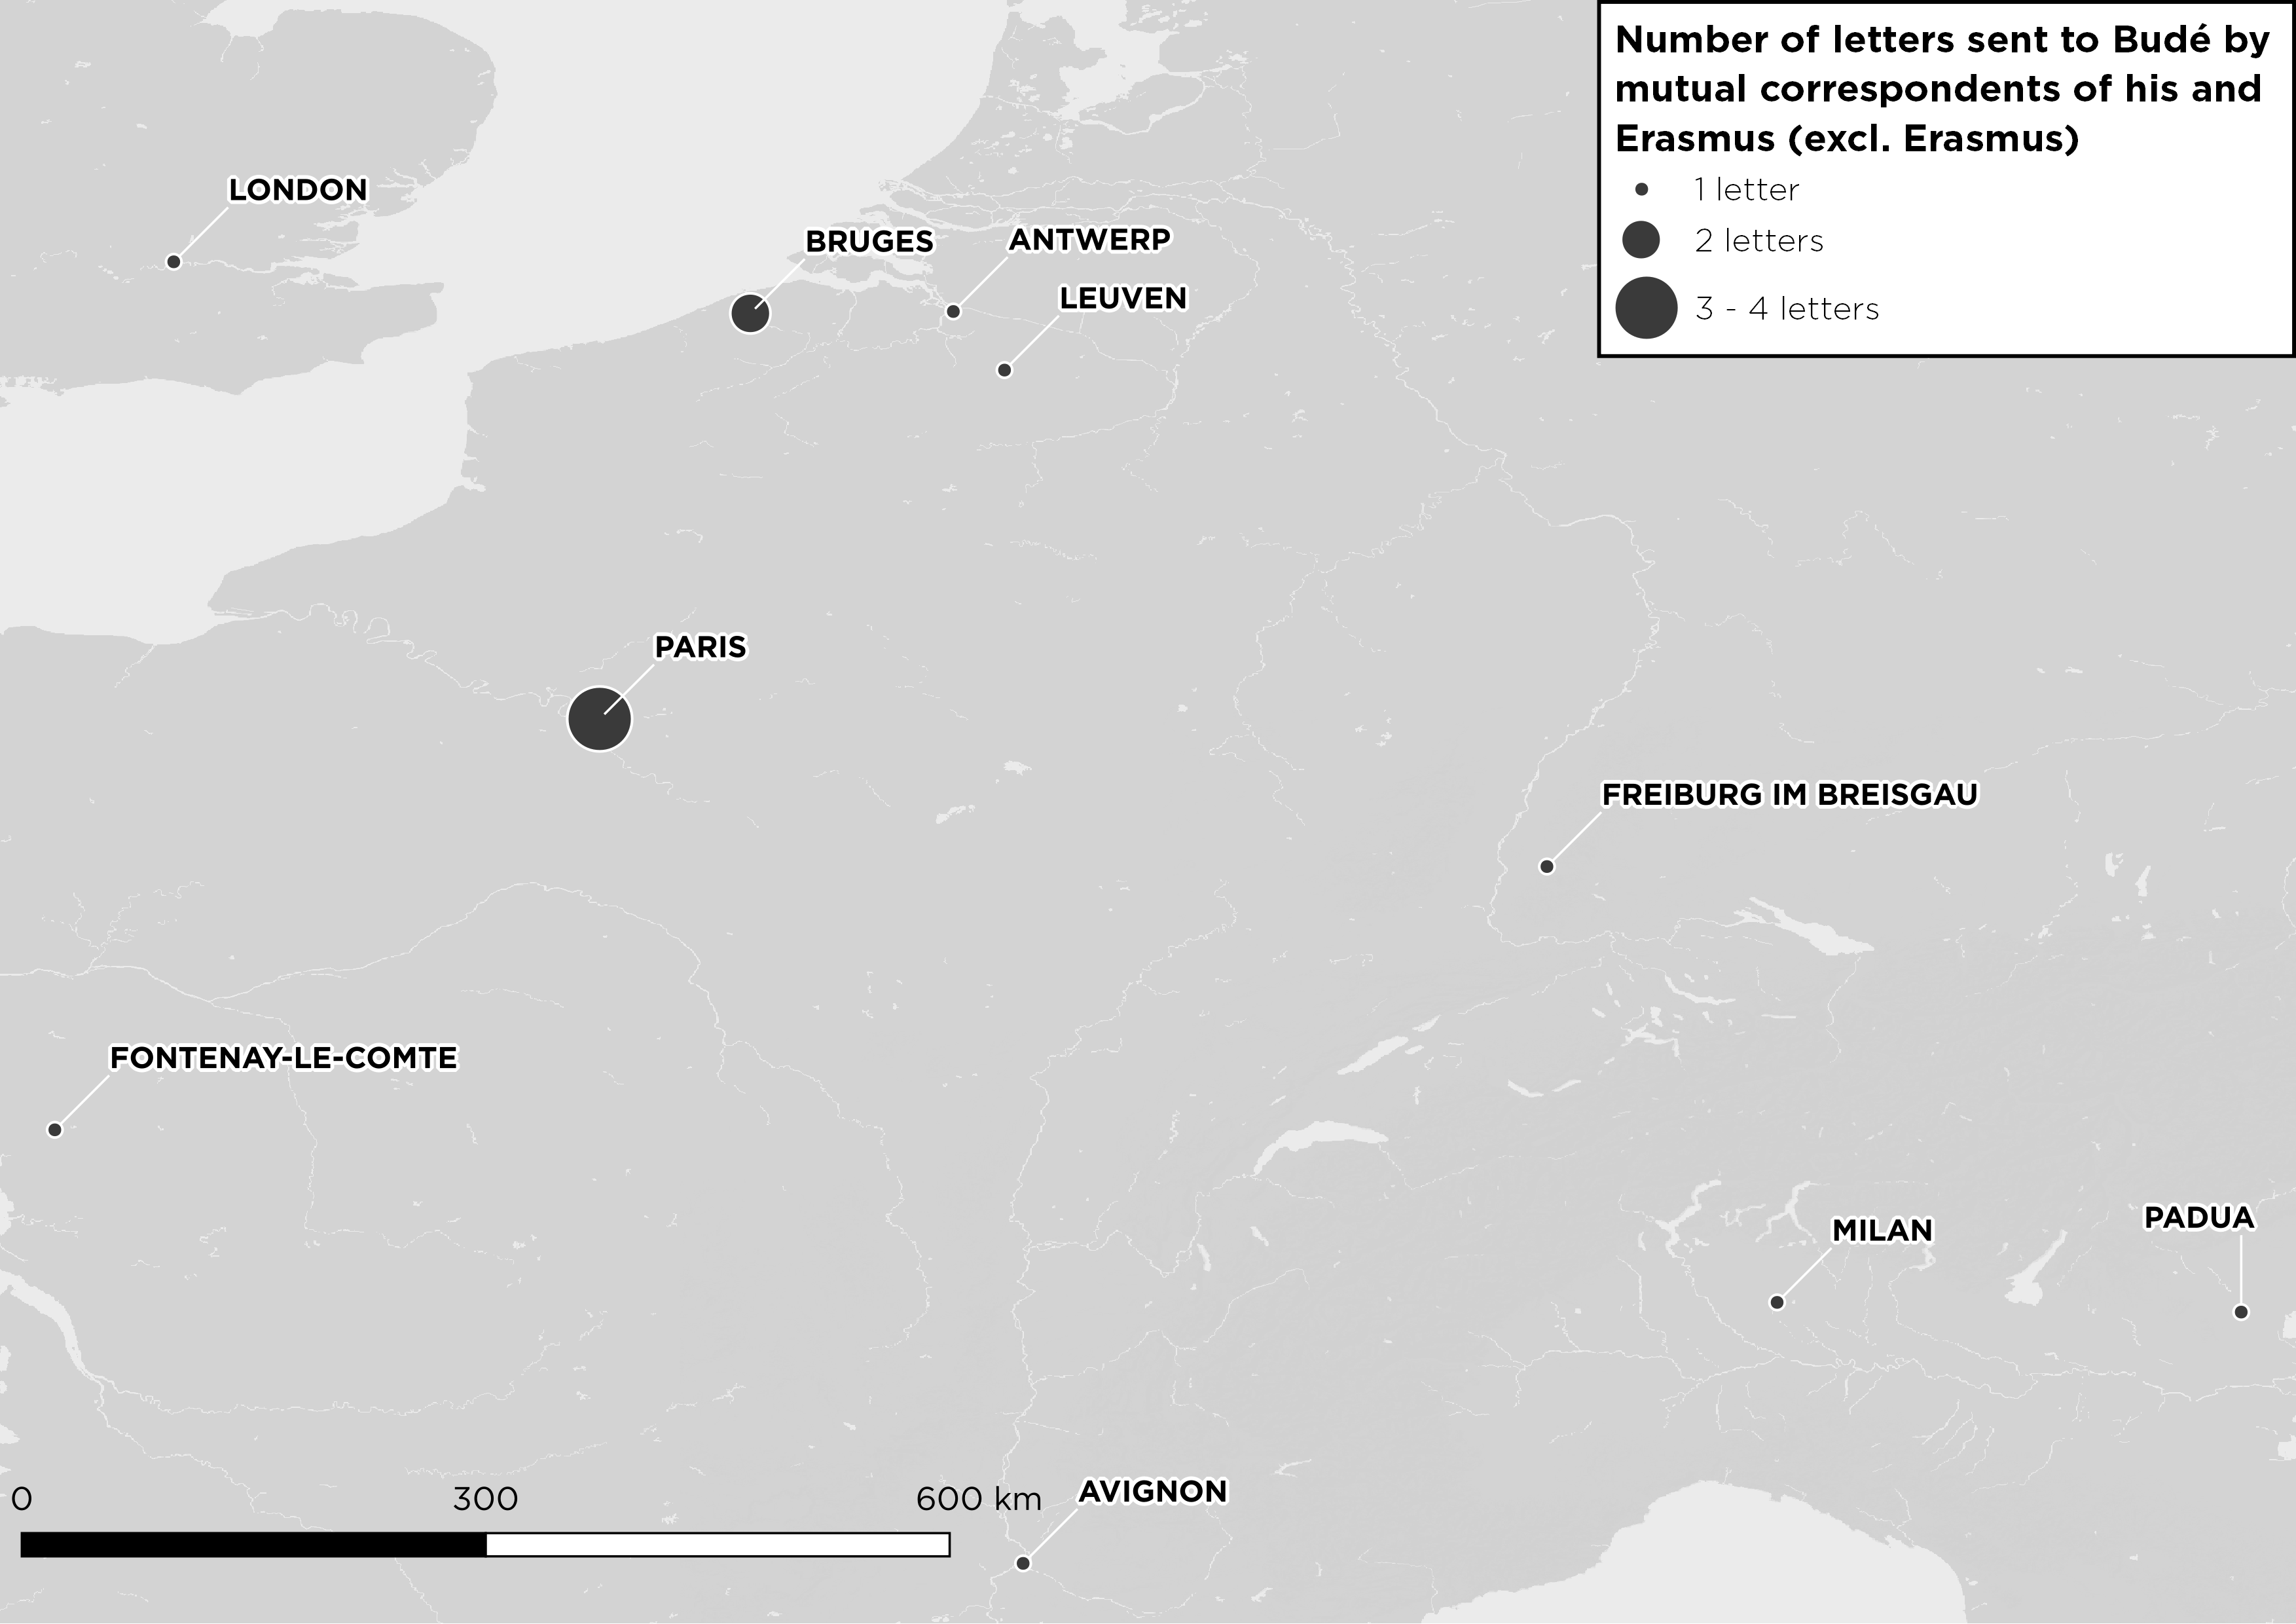 Number of letters sent to Budé by
mutual correspondents of his and
Erasmus (excl. Erasmus)
1 letter
2 letters
3 - 4 letters
LONDON
BRUGES
ANTWERP
LEUVEN
PARIS
FREIBURG IM BREISGAU
FONTENAY-LE-COMTE
MILAN
PADUA
AVIGNON
0 300 600 km